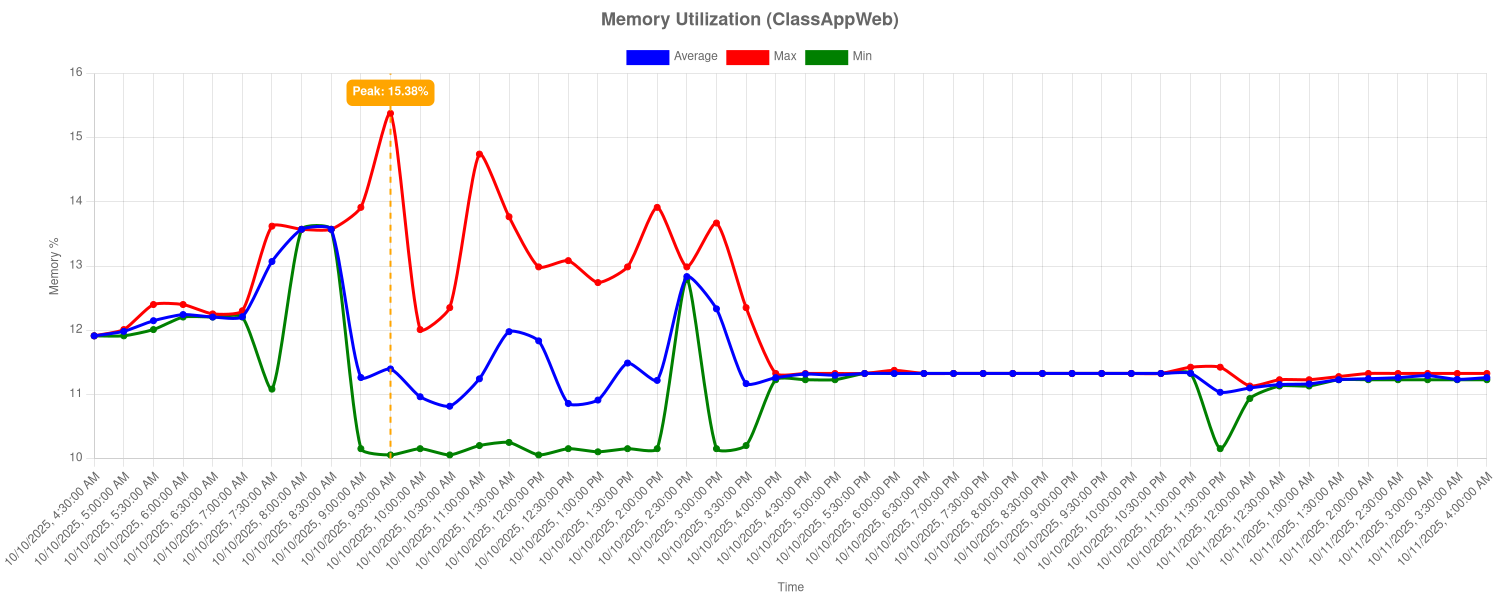 Memory Utilization (ClassAppWeb)
Average Max Min
Peak: 15.38%
Memory %
16
15
14
13
12
11
10
10/10/2025, 4:30:00 AM
10/10/2025, 5:00:00 AM
10/10/2025, 5:30:00 AM
10/10/2025, 6:00:00 AM
10/10/2025, 6:30:00 AM
10/10/2025, 7:00:00 AM
10/10/2025, 7:30:00 AM
10/10/2025, 8:00:00 AM
10/10/2025, 8:30:00 AM
10/10/2025, 9:00:00 AM
10/10/2025, 9:30:00 AM
10/10/2025, 10:00:00 AM
10/10/2025, 10:30:00 AM
10/10/2025, 11:00:00 AM
10/10/2025, 11:30:00 AM
10/10/2025, 12:00:00 PM
10/10/2025, 12:30:00 PM
10/10/2025, 1:00:00 PM
10/10/2025, 1:30:00 PM
10/10/2025, 2:00:00 PM
10/10/2025, 2:30:00 PM
10/10/2025, 3:00:00 PM
10/10/2025, 3:30:00 PM
10/10/2025, 4:00:00 PM
10/10/2025, 4:30:00 PM
10/10/2025, 5:00:00 PM
10/10/2025, 5:30:00 PM
10/10/2025, 6:00:00 PM
10/10/2025, 6:30:00 PM
10/10/2025, 7:00:00 PM
10/10/2025, 7:30:00 PM
10/10/2025, 8:00:00 PM
10/10/2025, 8:30:00 PM
10/10/2025, 9:00:00 PM
10/10/2025, 9:30:00 PM
10/10/2025, 10:00:00 PM
10/10/2025, 10:30:00 PM
10/10/2025, 11:00:00 PM
10/10/2025, 11:30:00 PM
10/11/2025, 12:00:00 AM
10/11/2025, 12:30:00 AM
10/11/2025, 1:00:00 AM
10/11/2025, 1:30:00 AM
10/11/2025, 2:00:00 AM
10/11/2025, 2:30:00 AM
10/11/2025, 3:00:00 AM
10/11/2025, 3:30:00 AM
10/11/2025, 4:00:00 AM
Time